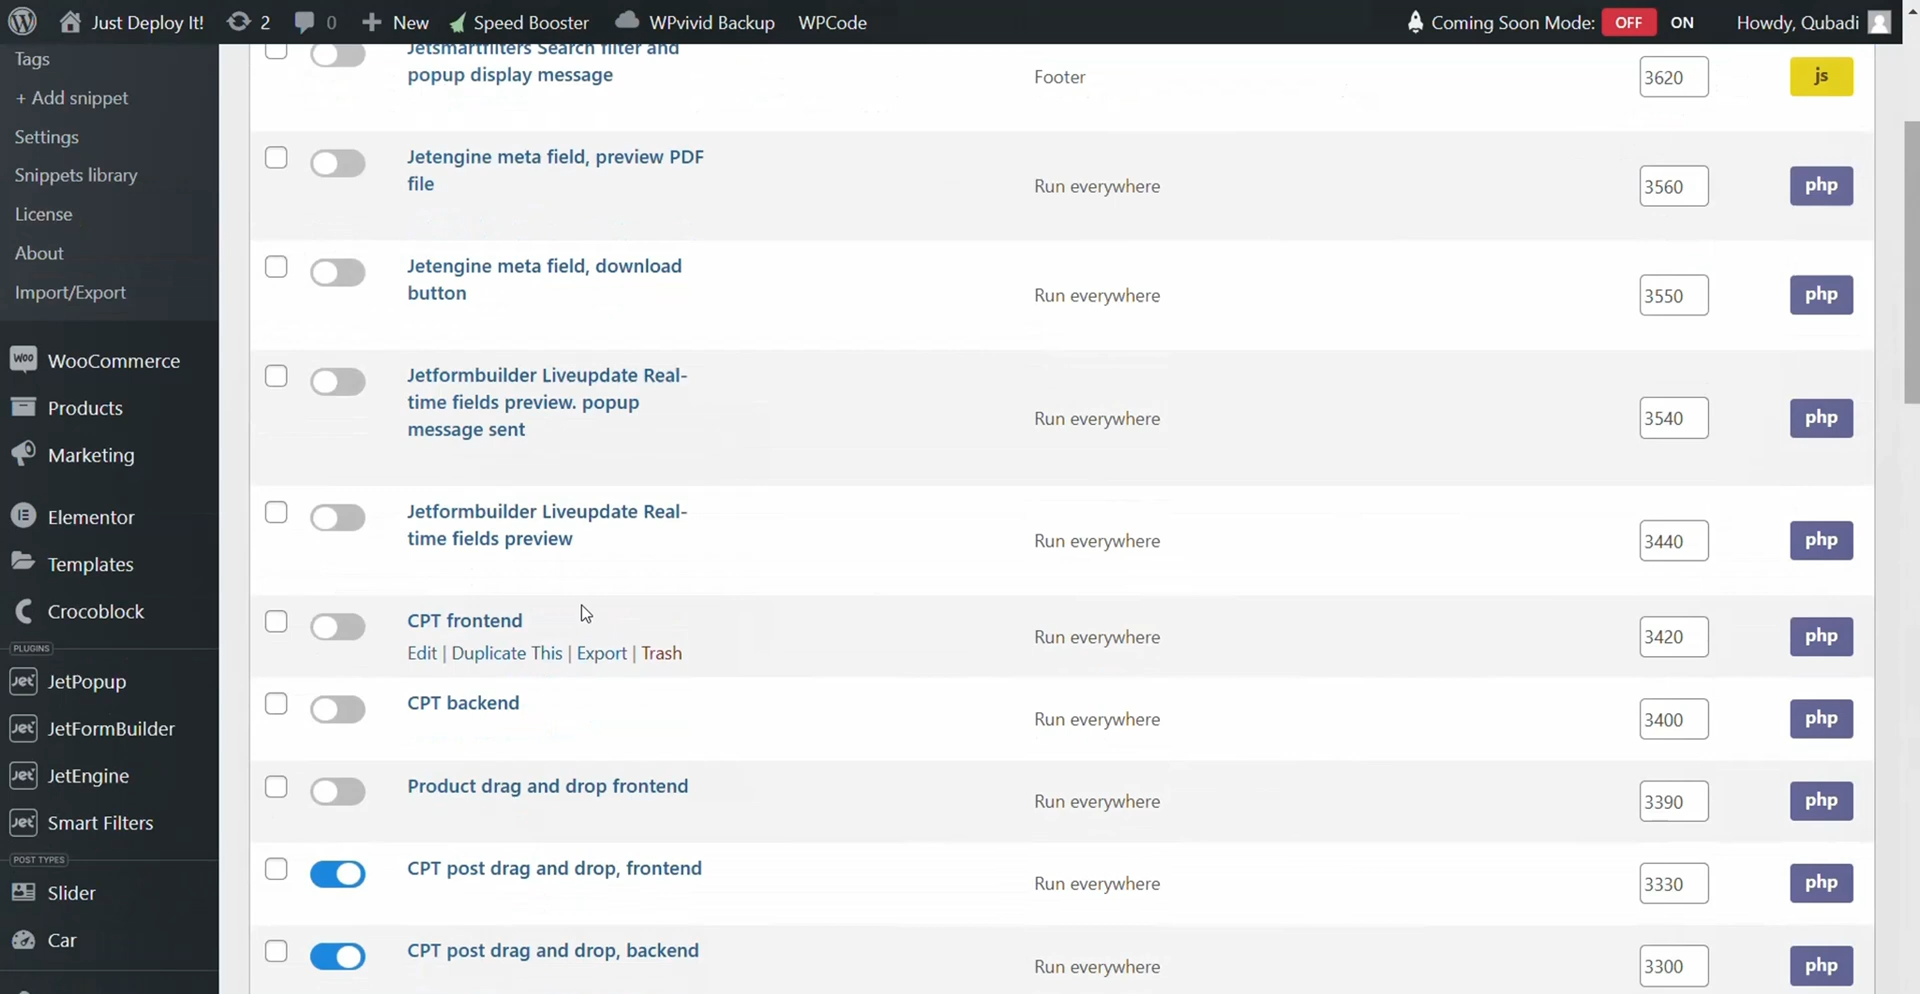 Just Deploy It!
2
0
New
Speed Booster
WPvivid Backup
WPCode
Coming Soon Mode:
OFF
ON
Howdy, Qubadi
Tags
+ Add snippet
Settings
Snippets library
License
About
Import/Export
WooCommerce
Products
Marketing
Elementor
Templates
Crocoblock
PLUGINS
JetPopup
JetFormBuilder
JetEngine
Smart Filters
POST TYPES
Slider
Car
Jetsmartfilters Search filter and
popup display message
Footer
3620
js
Jetengine meta field, preview PDF
file
Run everywhere
3560
php
Jetengine meta field, download
button
Run everywhere
3550
php
Jetformbuilder Liveupdate Real-
time fields preview. popup
message sent
Run everywhere
3540
php
Jetformbuilder Liveupdate Real-
time fields preview
Run everywhere
3440
php
CPT frontend
Edit | Duplicate This | Export | Trash
Run everywhere
3420
php
CPT backend
Run everywhere
3400
php
Product drag and drop frontend
Run everywhere
3390
php
CPT post drag and drop, frontend
Run everywhere
3330
php
CPT post drag and drop, backend
Run everywhere
3300
php